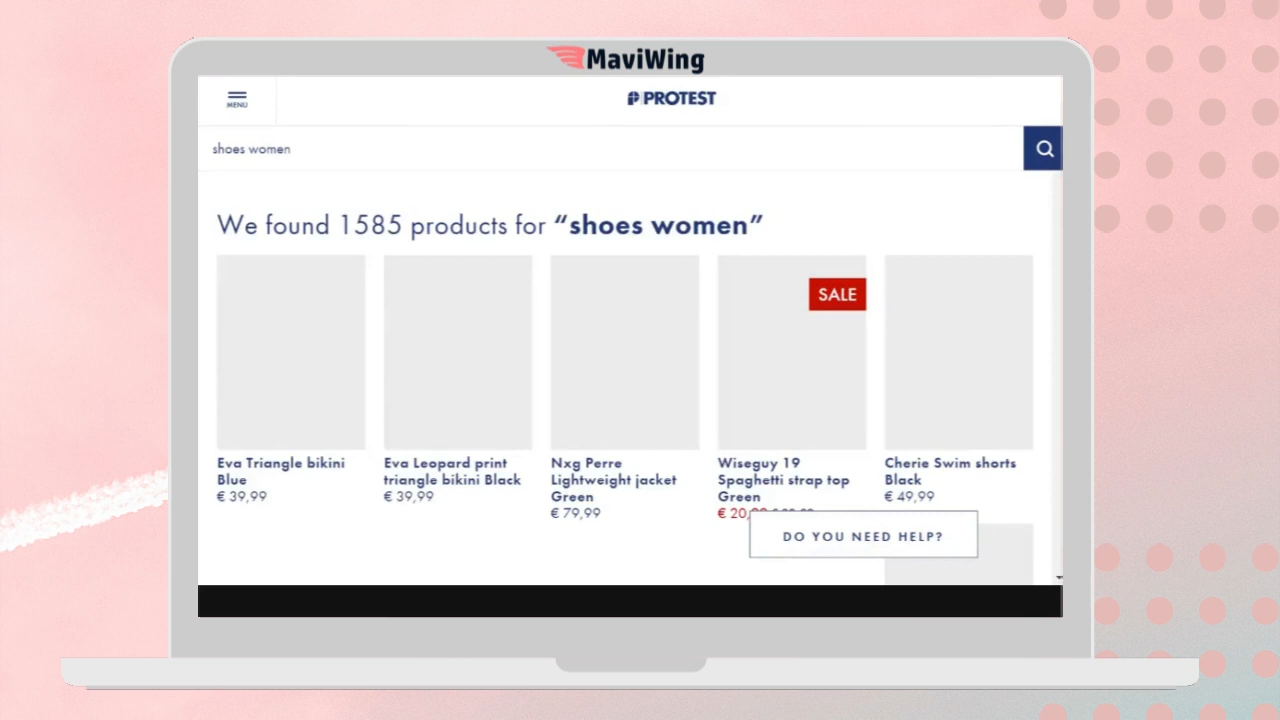 MaviWing
MENU
PROTEST
shoes women
We found 1585 products for “shoes women”
SALE
Eva Triangle bikini
Blue
€ 39,99
Eva Leopard print
triangle bikini Black
€ 39,99
Nxg Perre
Lightweight jacket
Green
€ 79,99
Wiseguy 19
Spaghetti strap top
Green
€ 20,
Cherie Swim shorts
Black
€ 49,99
DO YOU NEED HELP?